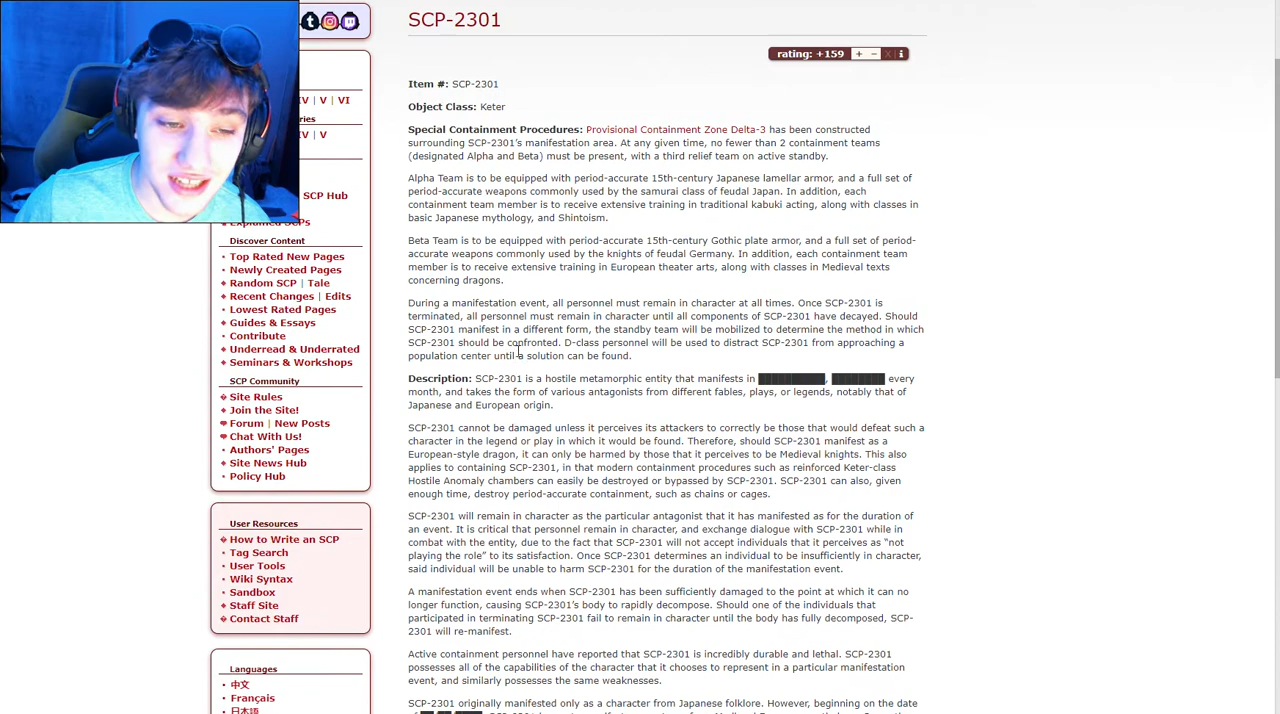 SCP-2301
rating: +159 + − X i
Item #: SCP-2301
Object Class: Keter
Special Containment Procedures: Provisional Containment Zone Delta-3 has been constructed
surrounding SCP-2301's manifestation area. At any given time, no fewer than 2 containment teams
(designated Alpha and Beta) must be present, with a third relief team on active standby.
Alpha Team is to be equipped with period-accurate 15th-century Japanese lamellar armor, and a full set of
period-accurate weapons commonly used by the samurai class of feudal Japan. In addition, each
containment team member is to receive extensive training in traditional kabuki acting, along with classes in
basic Japanese mythology, and Shintoism.
Beta Team is to be equipped with period-accurate 15th-century Gothic plate armor, and a full set of period-
accurate weapons commonly used by the knights of feudal Germany. In addition, each containment team
member is to receive extensive training in European theater arts, along with classes in Medieval texts
concerning dragons.
During a manifestation event, all personnel must remain in character at all times. Once SCP-2301 is
terminated, all personnel must remain in character until all components of SCP-2301 have decayed. Should
SCP-2301 manifest in a different form, the standby team will be mobilized to determine the method in which
SCP-2301 should be confronted. D-class personnel will be used to distract SCP-2301 from approaching a
population center until a solution can be found.
Description: SCP-2301 is a hostile metamorphic entity that manifests in ██████████, ████████ every
month, and takes the form of various antagonists from different fables, plays, or legends, notably that of
Japanese and European origin.
SCP-2301 cannot be damaged unless it perceives its attackers to correctly be those that would defeat such a
character in the legend or play in which it would be found. Therefore, should SCP-2301 manifest as a
European-style dragon, it can only be harmed by those that it perceives to be Medieval knights. This also
applies to containing SCP-2301, in that modern containment procedures such as reinforced Keter-class
Hostile Anomaly chambers can easily be destroyed or bypassed by SCP-2301. SCP-2301 can also, given
enough time, destroy period-accurate containment, such as chains or cages.
SCP-2301 will remain in character as the particular antagonist that it has manifested as for the duration of
an event. It is critical that personnel remain in character, and exchange dialogue with SCP-2301 while in
combat with the entity, due to the fact that SCP-2301 will not accept individuals that it perceives as "not
playing the role" to its satisfaction. Once SCP-2301 determines an individual to be insufficiently in character,
said individual will be unable to harm SCP-2301 for the duration of the manifestation event.
A manifestation event ends when SCP-2301 has been sufficiently damaged to the point at which it can no
longer function, causing SCP-2301's body to rapidly decompose. Should one of the individuals that
participated in terminating SCP-2301 fail to remain in character until the body has fully decomposed, SCP-
2301 will re-manifest.
Active containment personnel have reported that SCP-2301 is incredibly durable and lethal. SCP-2301
possesses all of the capabilities of the character that it chooses to represent in a particular manifestation
event, and similarly possesses the same weaknesses.
SCP-2301 originally manifested only as a character from Japanese folklore. However, beginning on the date
IV | V | VI
ries
IV | V
SCP Hub
Explained SCPs
Discover Content
Top Rated New Pages
Newly Created Pages
Random SCP | Tale
Recent Changes | Edits
Lowest Rated Pages
Guides & Essays
Contribute
Underread & Underrated
Seminars & Workshops
SCP Community
Site Rules
Join the Site!
Forum | New Posts
Chat With Us!
Authors' Pages
Site News Hub
Policy Hub
User Resources
How to Write an SCP
Tag Search
User Tools
Wiki Syntax
Sandbox
Staff Site
Contact Staff
Languages
中文
Français
日本語